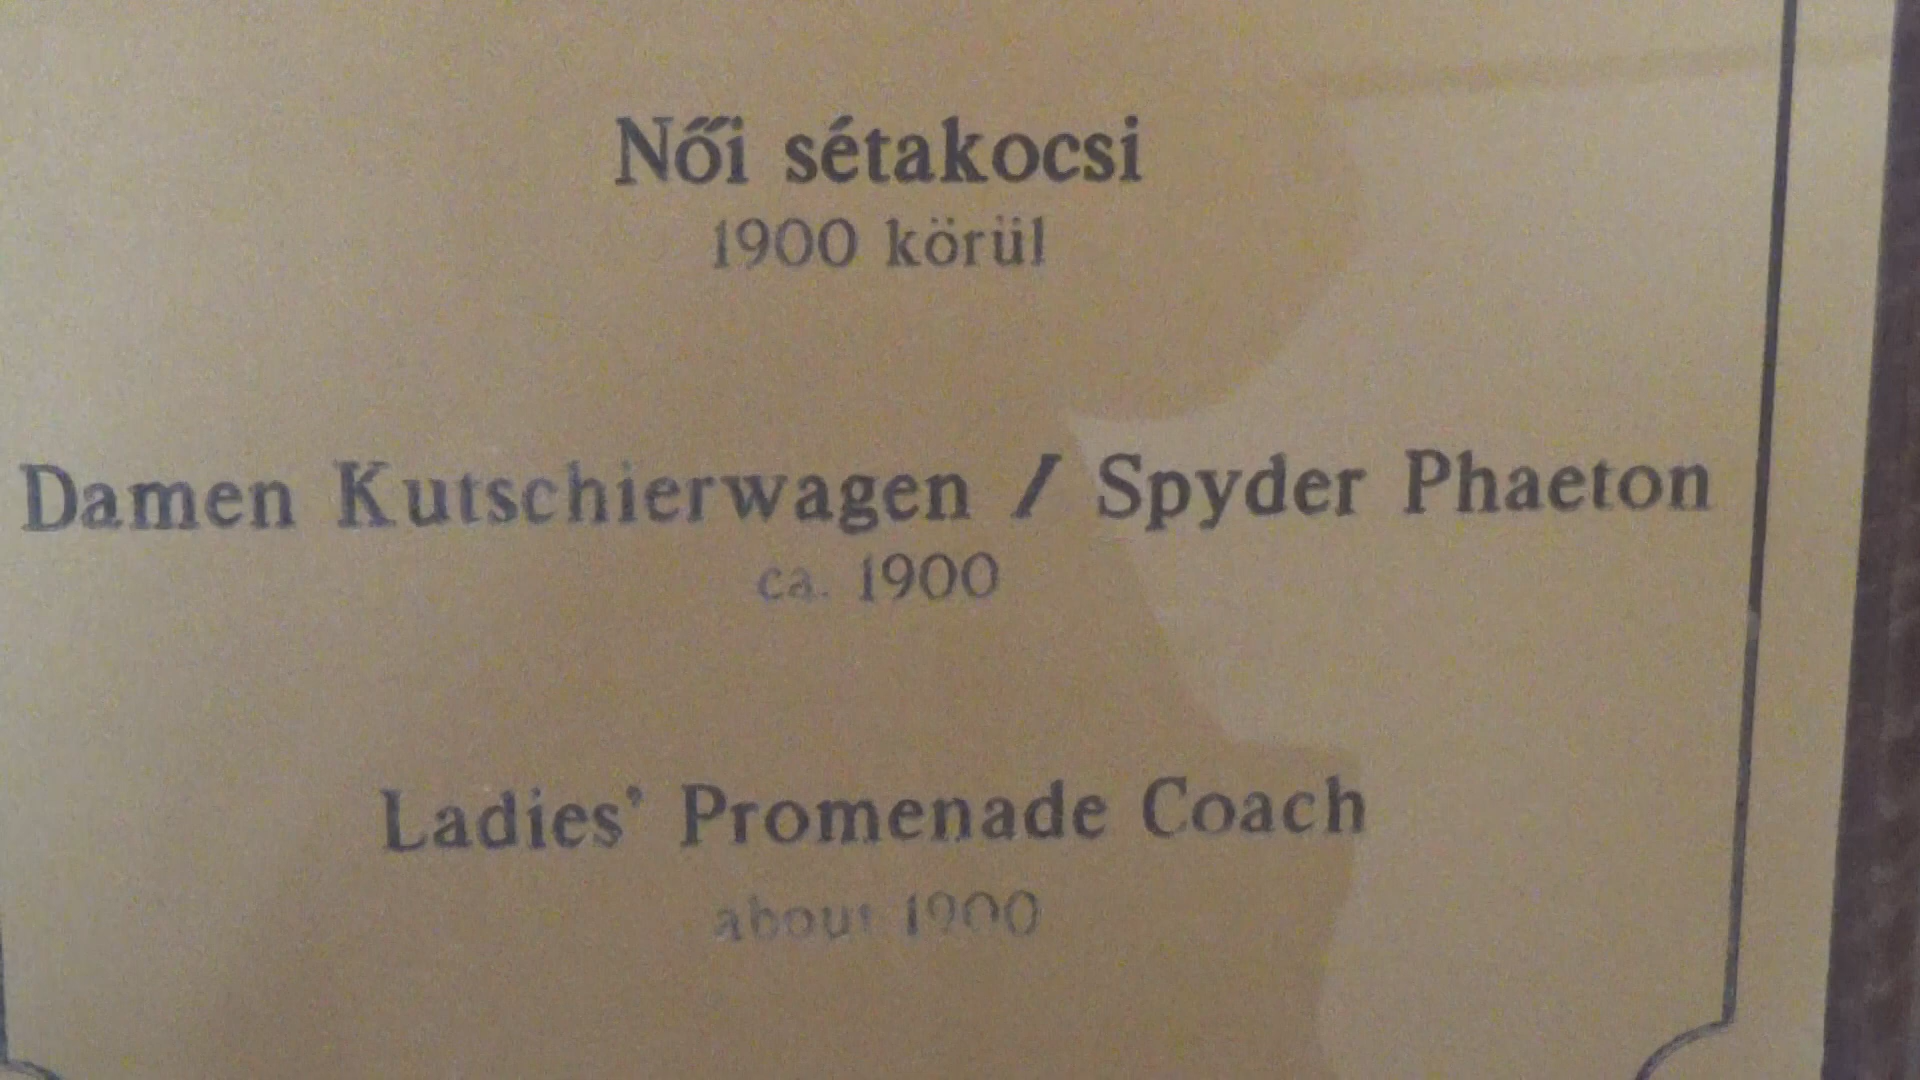 Női sétakocsi
1900 körül
Damen Kutschierwagen / Spyder Phaeton
ca. 1900
Ladies' Promenade Coach
about 1900